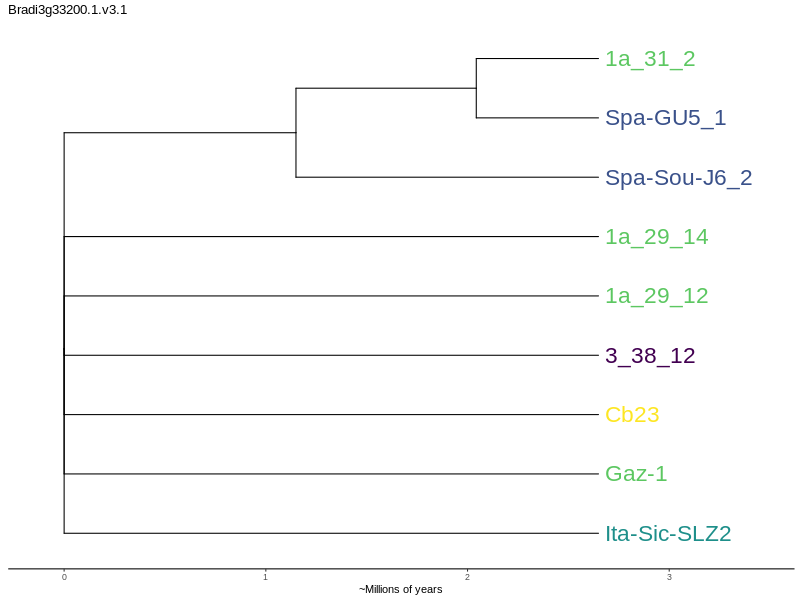 Bradi3g33200.1.v3.1
1a_31_2
Spa-GU5_1
Spa-Sou-J6_2
1a_29_14
1a_29_12
3_38_12
Cb23
Gaz-1
Ita-Sic-SLZ2
0 1 2 3
~Millions of years